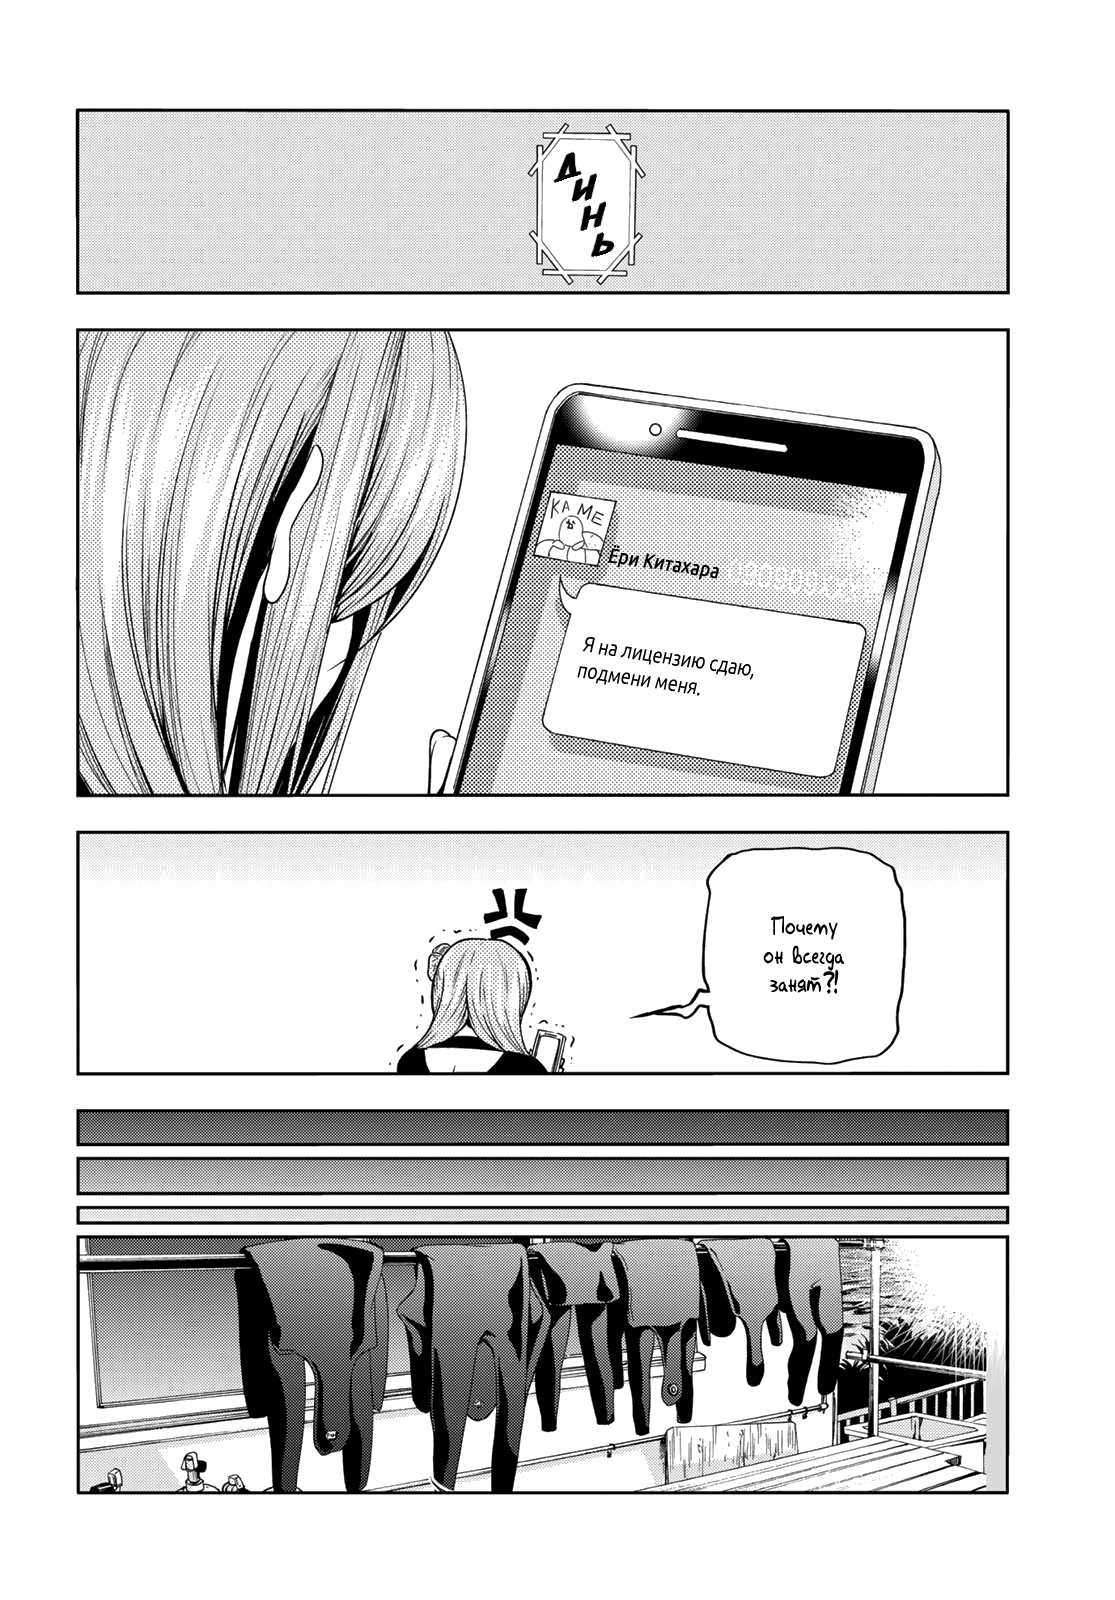 ДИНЬ
KA ME
Ёри Китахара
Я на лицензию сдаю,
подмени меня.
Почему
он всегда
занят?!